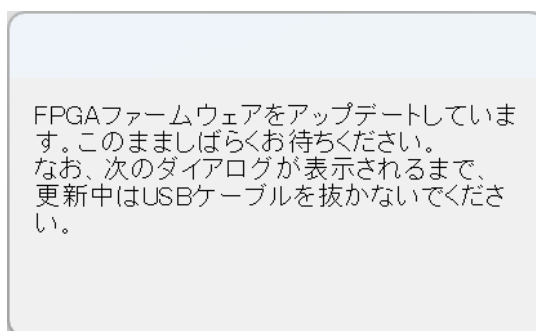 FPGAファームウェアをアップデートしていま
す。このまましばらくお待ちください。
なお、次のダイアログが表示されるまで、
更新中はUSBケーブルを抜かないでくださ
い。